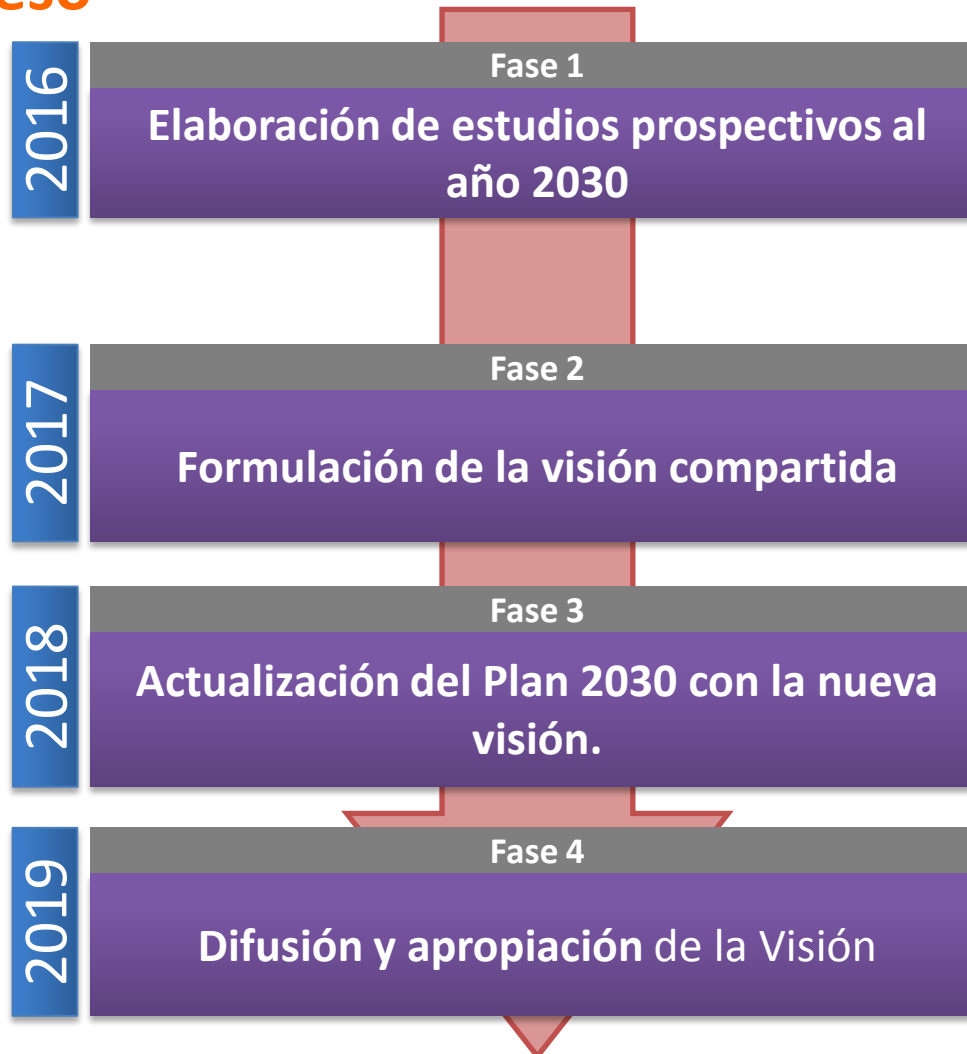 eso
2016
Fase 1
Elaboración de estudios prospectivos al
año 2030
2017
Fase 2
Formulación de la visión compartida
2018
Fase 3
Actualización del Plan 2030 con la nueva
visión.
2019
Fase 4
Difusión y apropiación de la Visión